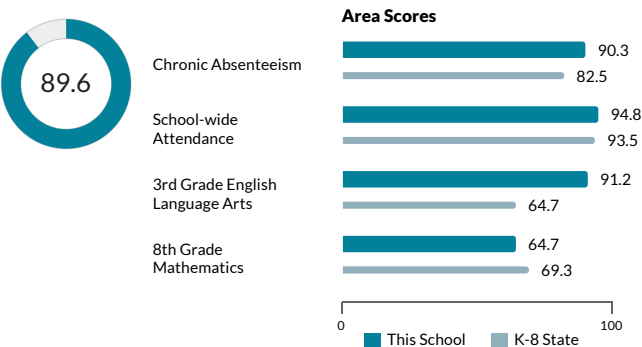 Area Scores
89.6
Chronic Absenteeism
90.3
82.5
School-wide
Attendance
94.8
93.5
3rd Grade English
Language Arts
91.2
64.7
8th Grade
Mathematics
64.7
69.3
0
100
This School
K-8 State